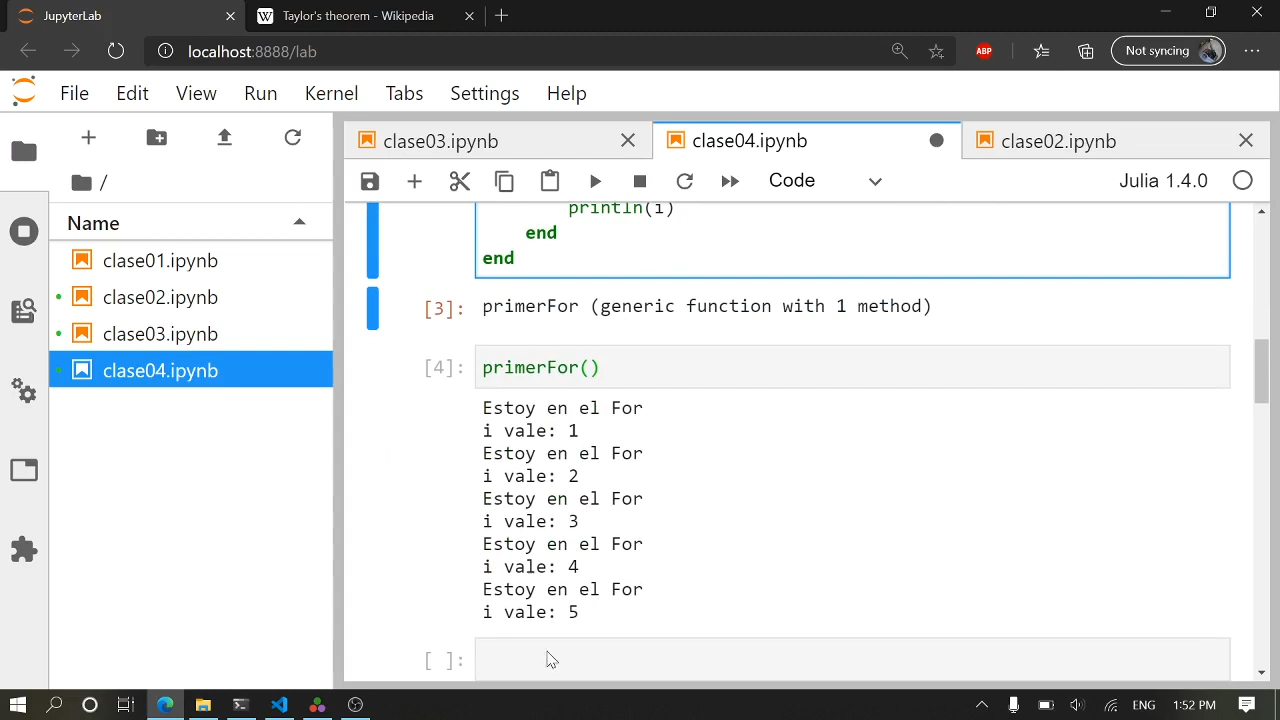 JupyterLab
Taylor's theorem - Wikipedia
localhost:8888/lab
ABP
Not syncing
File Edit View Run Kernel Tabs Settings Help
clase03.ipynb
clase04.ipynb
clase02.ipynb
/
Code
Julia 1.4.0
Name
clase01.ipynb
clase02.ipynb
clase03.ipynb
clase04.ipynb
println(i)
end
end
[3]: primerFor (generic function with 1 method)
[4]: primerFor()
Estoy en el For
i vale: 1
Estoy en el For
i vale: 2
Estoy en el For
i vale: 3
Estoy en el For
i vale: 4
Estoy en el For
i vale: 5
[ ]:
ENG
1:52 PM